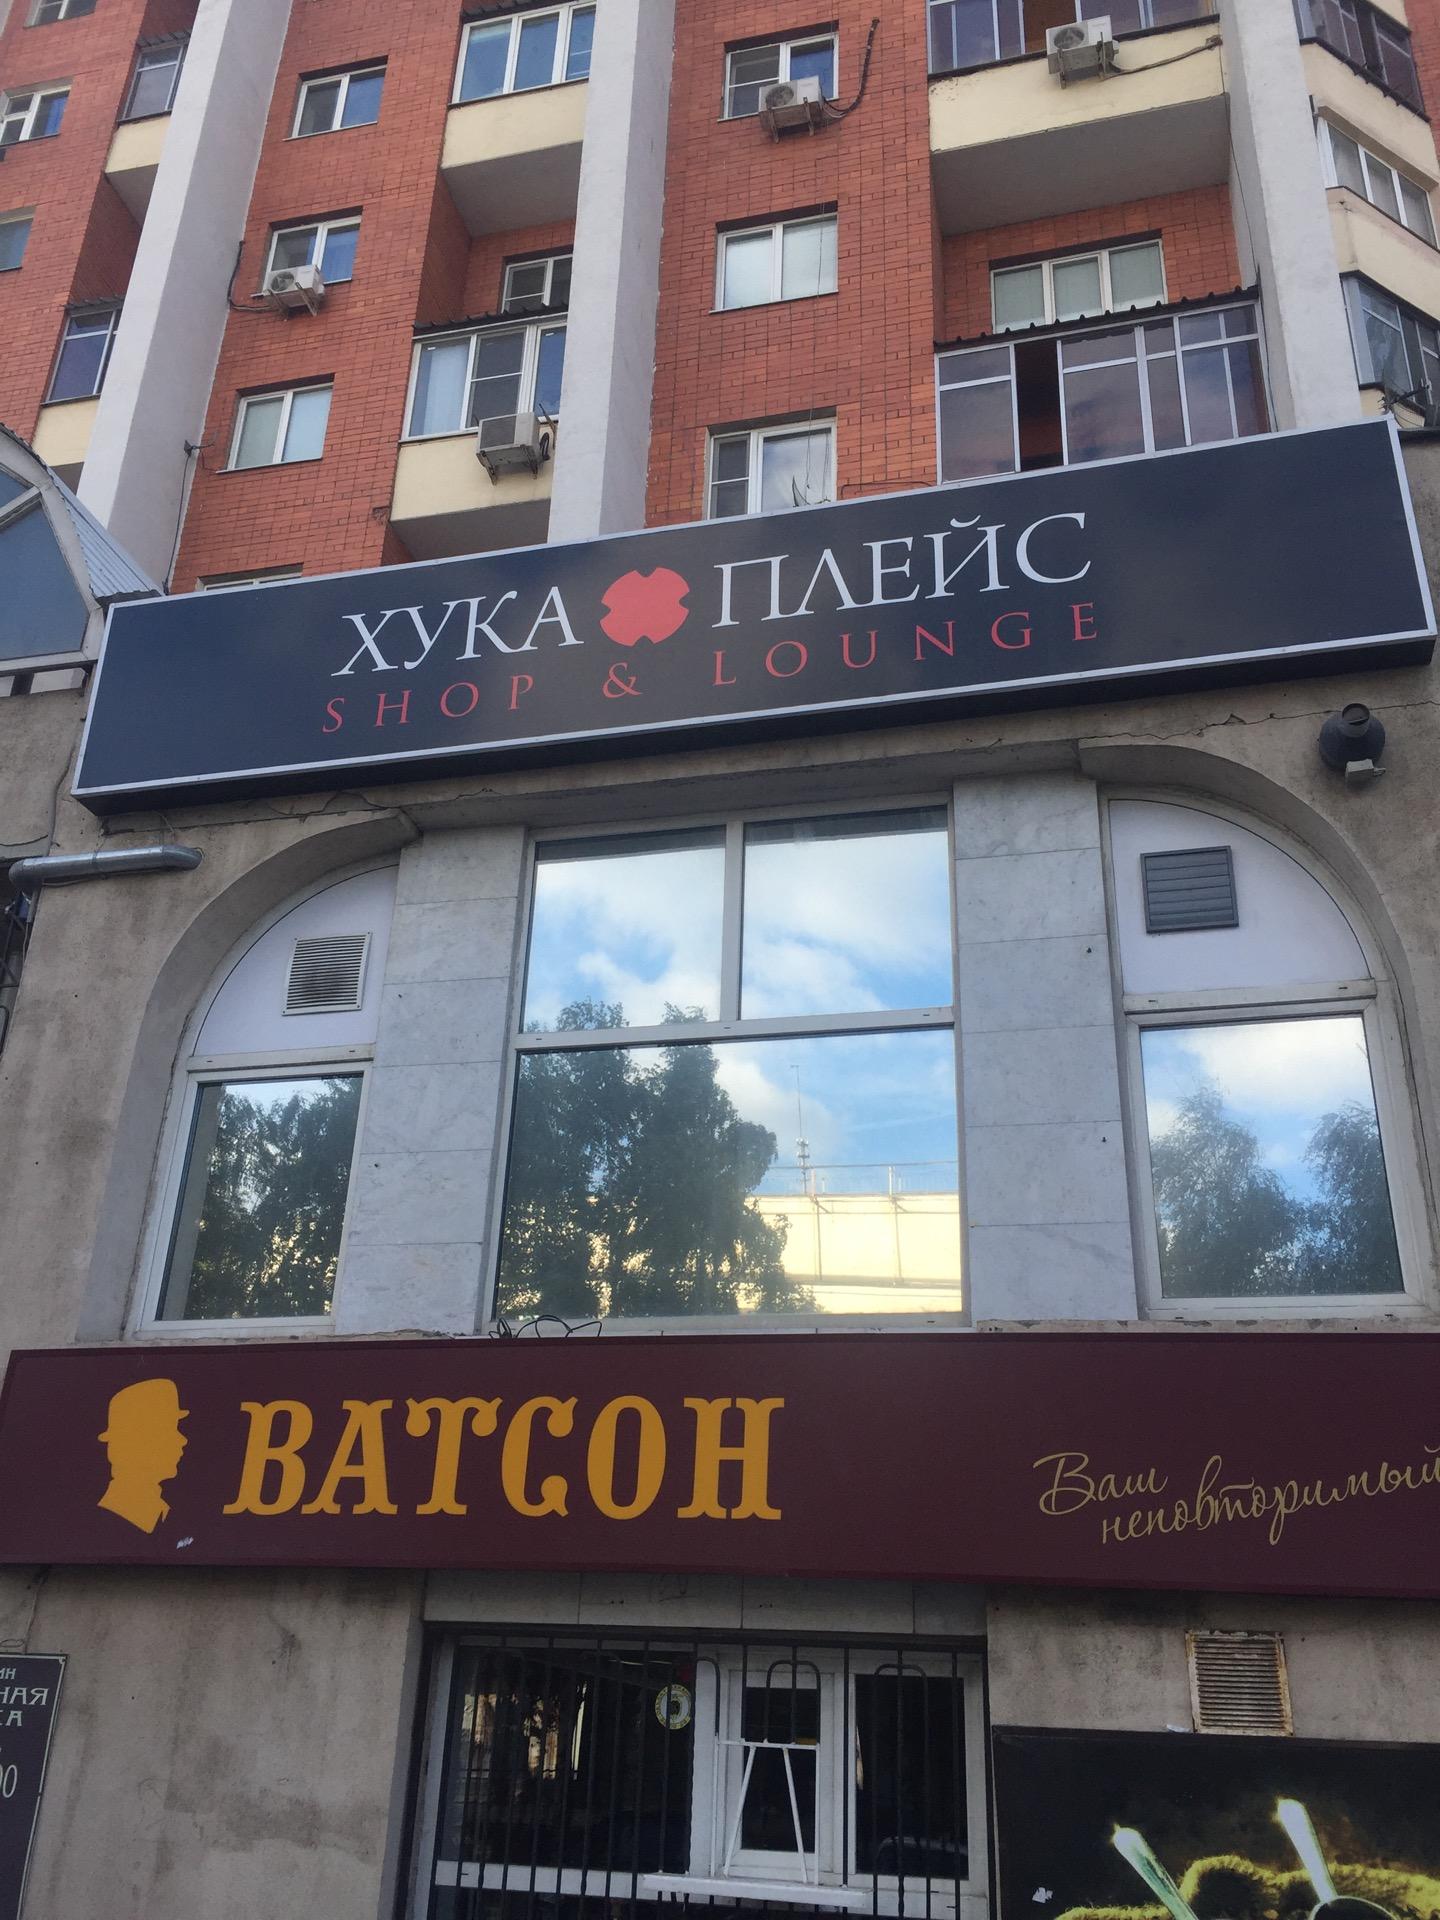 ХУКА ПЛЕЙС
SHOP & LOUNGE
ВАТСОН
Ваш
неповторимый